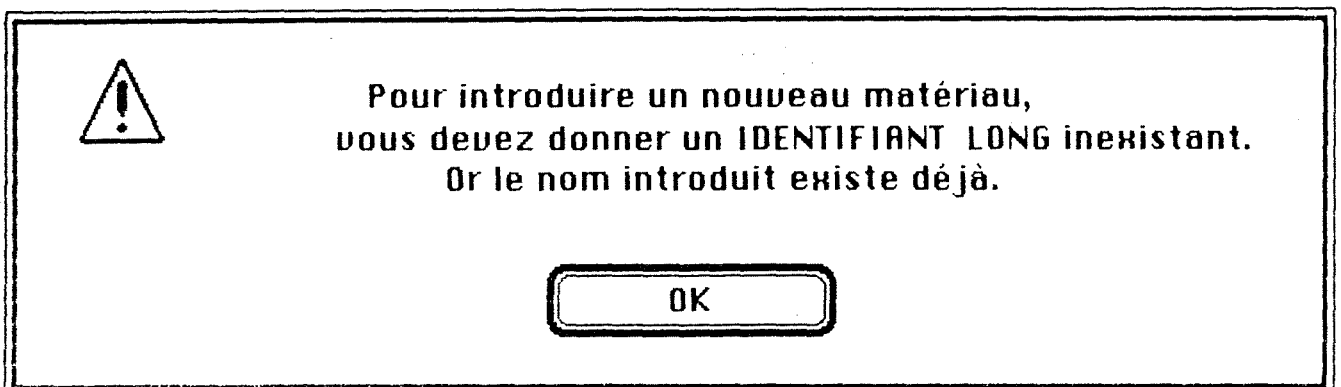 Pour introduire un nouveau matériau,
vous devez donner un IDENTIFIANT LONG inexistant.
Or le nom introduit existe déjà.
OK